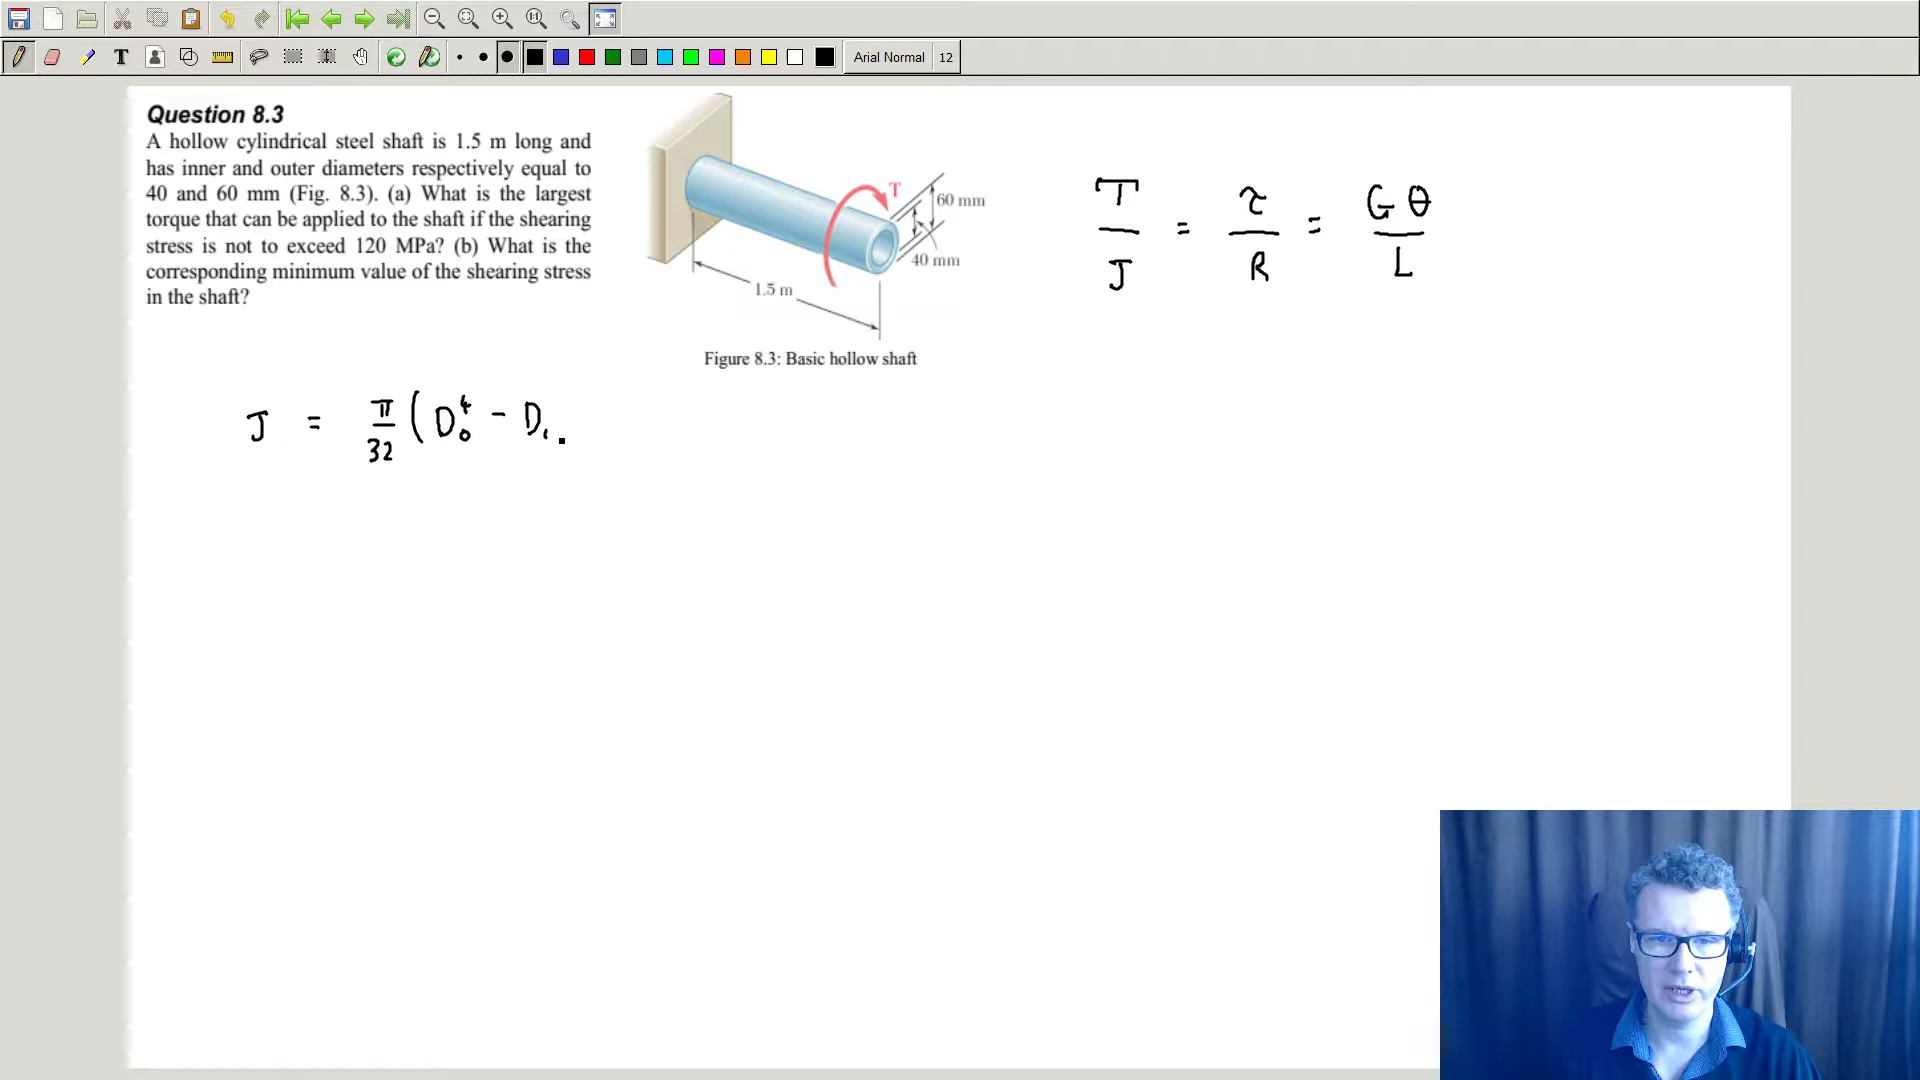 Arial Normal 12
Question 8.3
A hollow cylindrical steel shaft is 1.5 m long and
has inner and outer diameters respectively equal to
40 and 60 mm (Fig. 8.3). (a) What is the largest
torque that can be applied to the shaft if the shearing
stress is not to exceed 120 MPa? (b) What is the
corresponding minimum value of the shearing stress
in the shaft?
T
60 mm
40 mm
1.5 m
Figure 8.3: Basic hollow shaft
T/J = τ/R = Gθ/L
J = π/32 (D₀⁴ - D